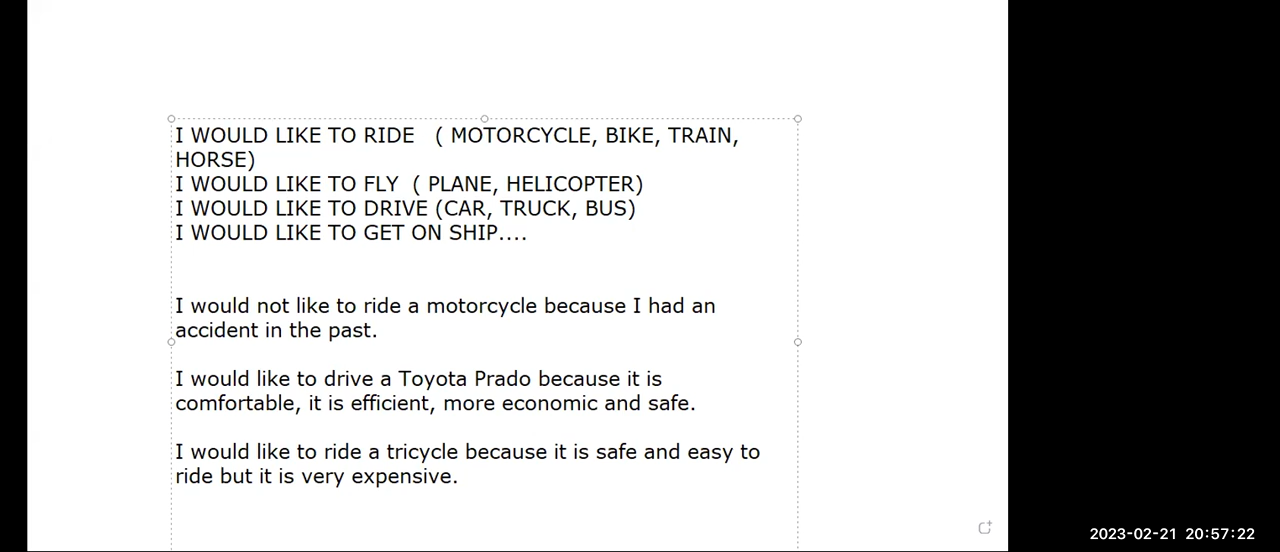 I WOULD LIKE TO RIDE ( MOTORCYCLE, BIKE, TRAIN,
HORSE)
I WOULD LIKE TO FLY ( PLANE, HELICOPTER)
I WOULD LIKE TO DRIVE (CAR, TRUCK, BUS)
I WOULD LIKE TO GET ON SHIP....
I would not like to ride a motorcycle because I had an
accident in the past.
I would like to drive a Toyota Prado because it is
comfortable, it is efficient, more economic and safe.
I would like to ride a tricycle because it is safe and easy to
ride but it is very expensive.
2023-02-21 20:57:22